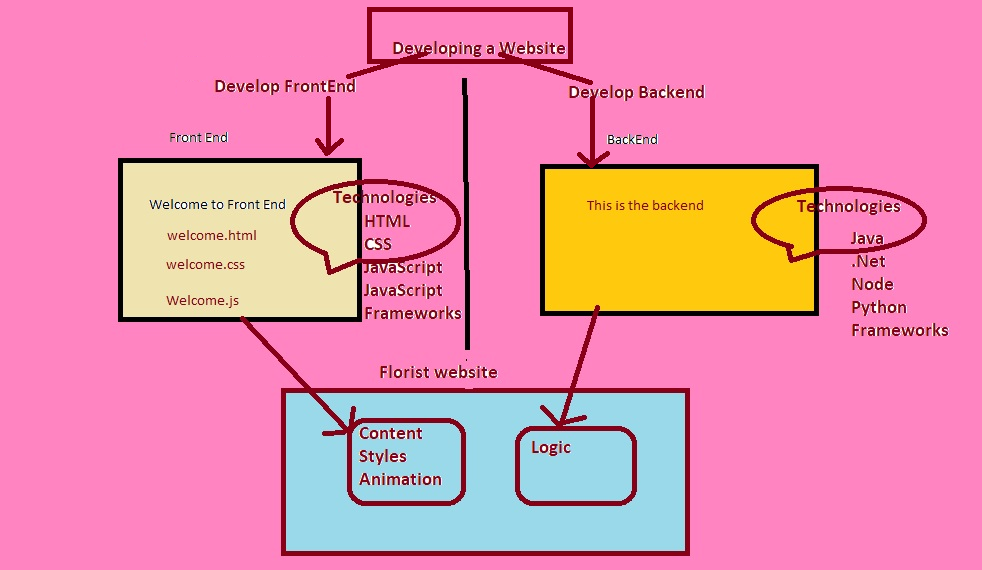 Developing a Website
Develop FrontEnd
Develop Backend
Front End
BackEnd
Welcome to Front End
welcome.html
welcome.css
Welcome.js
Technologies
HTML
CSS
JavaScript
JavaScript
Frameworks
This is the backend
Technologies
Java
.Net
Node
Python
Frameworks
Florist website
Content
Styles
Animation
Logic